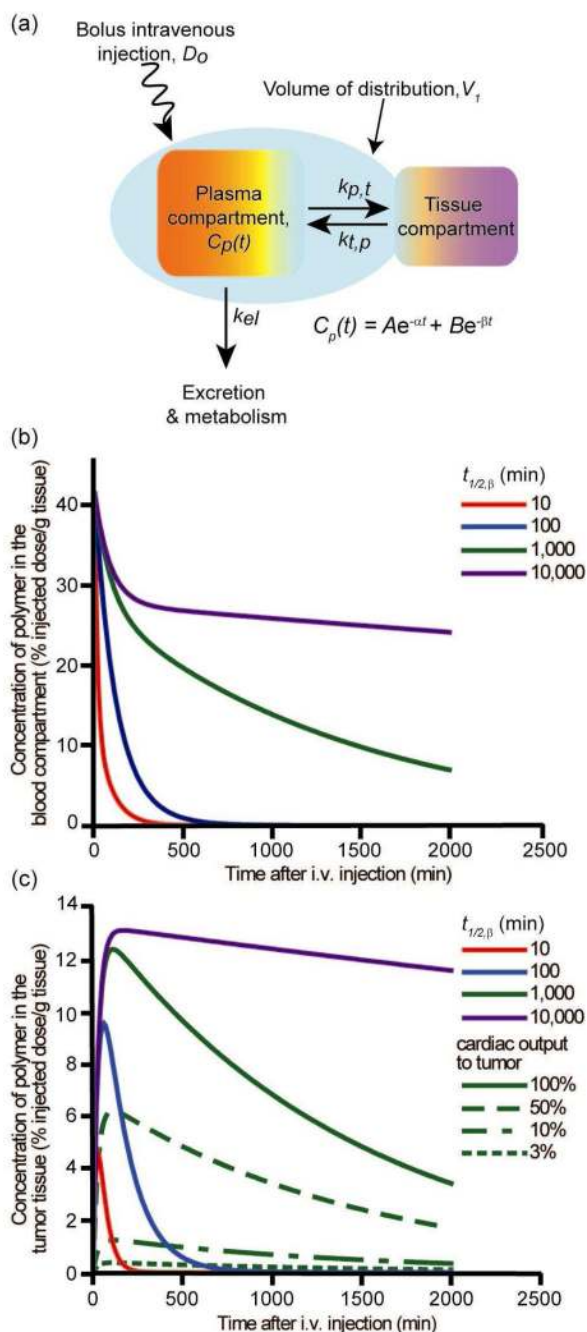 (a)
Bolus intravenous
injection, Do
Volume of distribution, V1
Plasma
compartment,
Cp(t)
kp,t
kt,p
Tissue
compartment
kel
Cp(t) = Ae-αt + Be-βt
Excretion
& metabolism
(b)
Concentration of polymer in the
blood compartment (% injected dose/g tissue)
40
30
20
10
0
0
500
1000
1500
2000
2500
Time after i.v. injection (min)
t1/2,β (min)
10
100
1,000
10,000
(c)
Concentration of polymer in the
tumor tissue (% injected dose/g tissue)
14
12
10
8
6
4
2
0
0
500
1000
1500
2000
2500
Time after i.v. injection (min)
t1/2,β (min)
10
100
1,000
10,000
cardiac output
to tumor
100%
50%
10%
3%